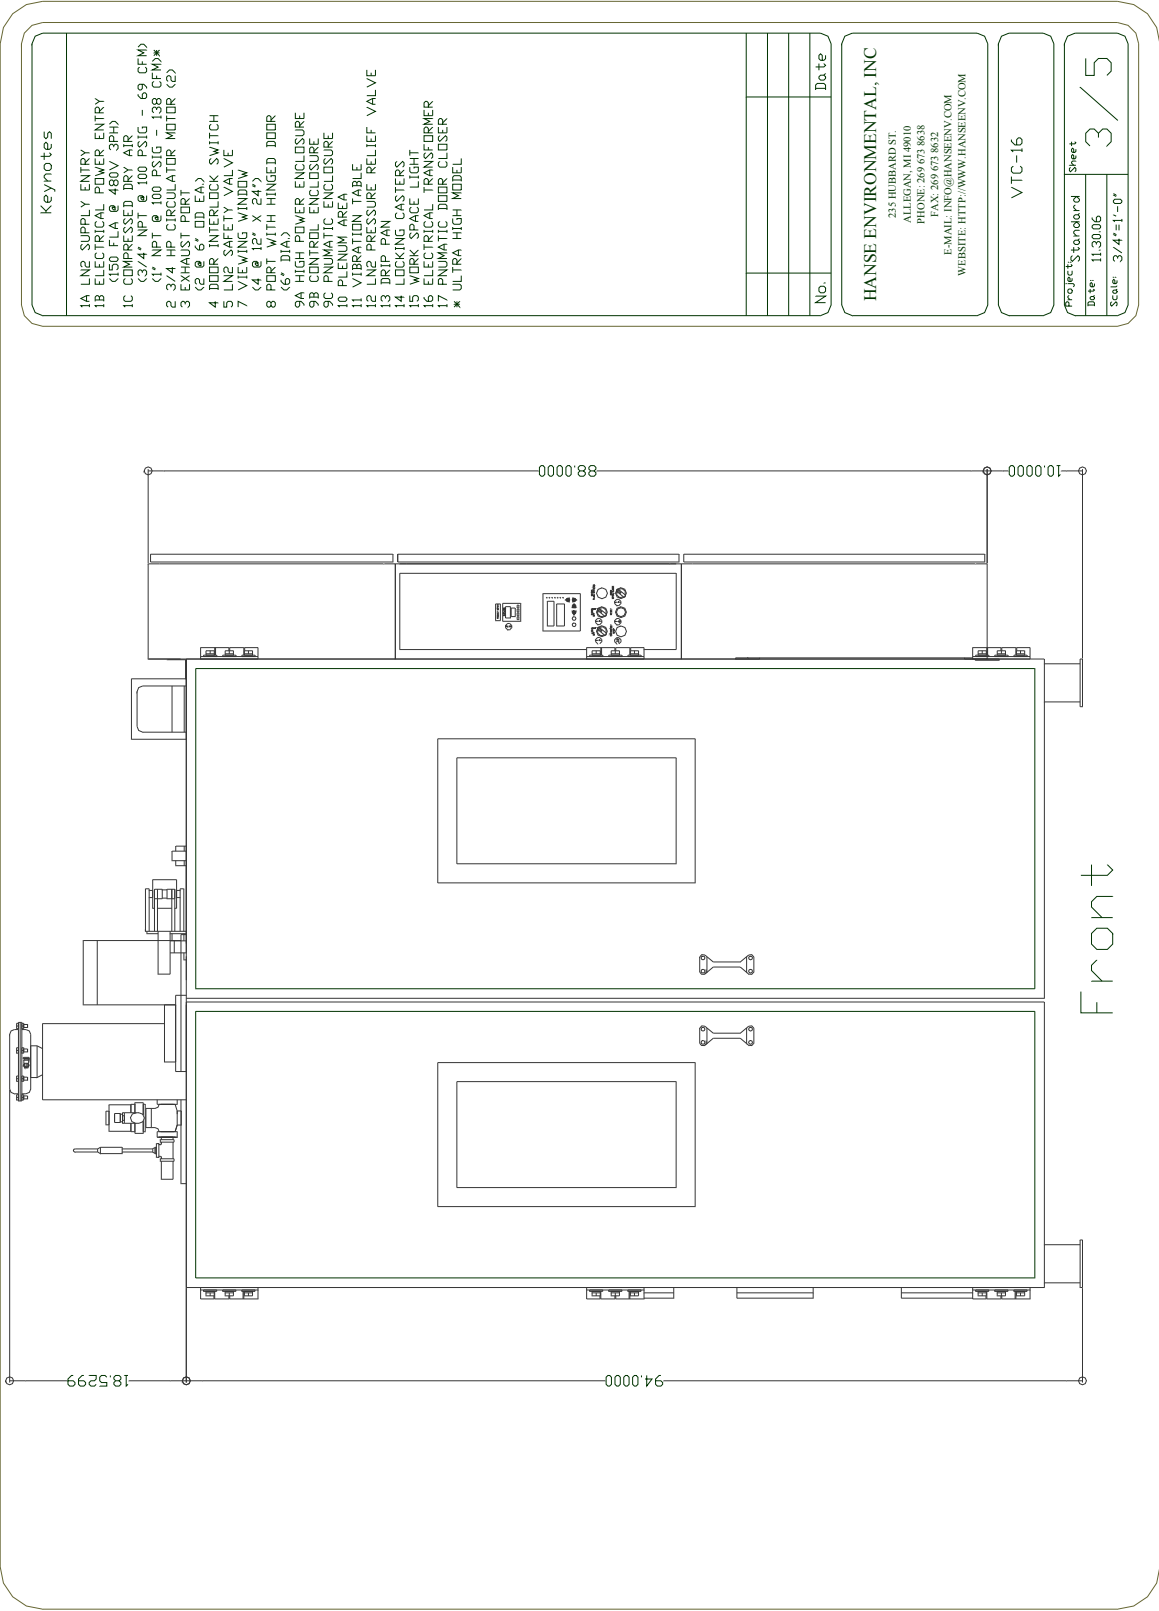 Keynotes
1A LN2 SUPPLY ENTRY
1B ELECTRICAL POWER ENTRY
(150 FLA @ 480V 3PH)
1C COMPRESSED DRY AIR
(3/4" NPT @ 100 PSIG - 69 CFM)
(1" NPT @ 100 PSIG - 138 CFM)*
2 3/4 HP CIRCULATOR MOTOR (2)
3 EXHAUST PORT
(2 @ 6" OD EA.)
4 DOOR INTERLOCK SWITCH
5 LN2 SAFETY VALVE
7 VIEWING WINDOW
(4 @ 12" X 24")
8 PORT WITH HINGED DOOR
(6" DIA.)
9A HIGH POWER ENCLOSURE
9B CONTROL ENCLOSURE
9C PNUMATIC ENCLOSURE
10 PLENUM AREA
11 VIBRATION TABLE
12 LN2 PRESSURE RELIEF VALVE
13 DRIP PAN
14 LOCKING CASTERS
15 WORK SPACE LIGHT
16 ELECTRICAL TRANSFORMER
17 PNUMATIC DOOR CLOSER
* ULTRA HIGH MODEL
No. Date
HANSE ENVIRONMENTAL, INC
235 HUBBARD ST.
ALLEGAN, MI 49010
PHONE: 269 673 8638
FAX: 269 673 8632
E-MAIL: INFO@HANSEENV.COM
WEBSITE: HTTP://WWW.HANSEENV.COM
VTC-16
Project: Standard
Date: 11.30.06
Scale: 3/4"=1'-0"
Sheet
3/5
88.0000
10.0000
18.5299
94.0000
Front